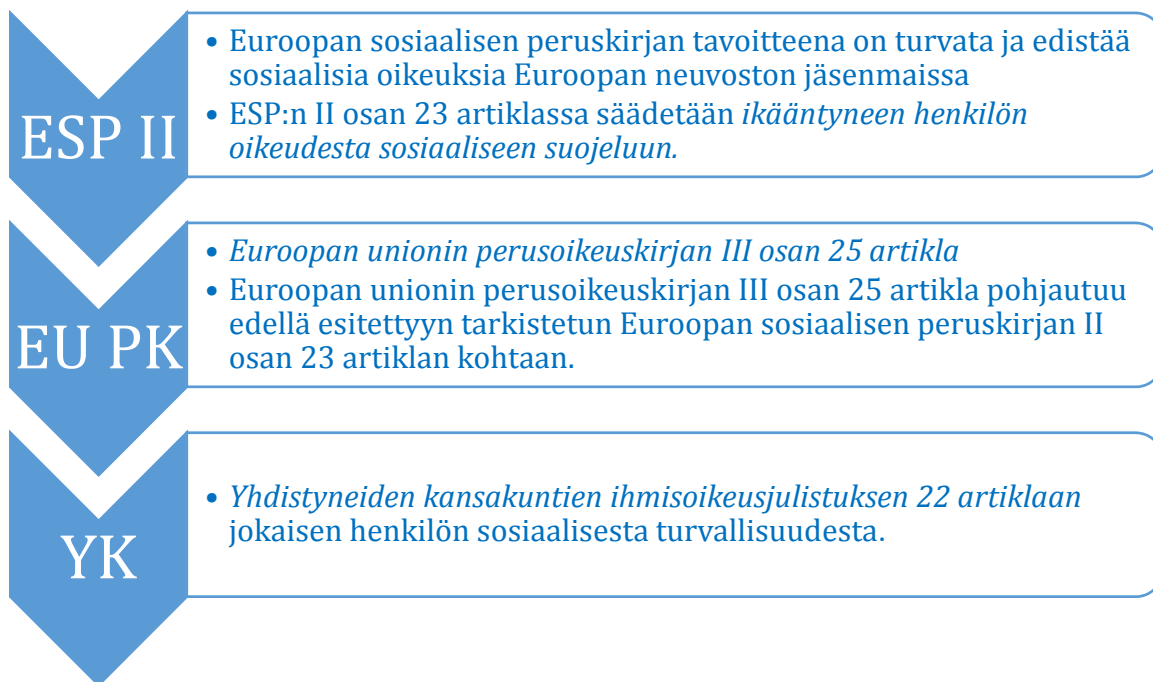 ESP II
• Euroopan sosiaalisen peruskirjan tavoitteena on turvata ja edistää
sosiaalisia oikeuksia Euroopan neuvoston jäsenmaissa
• ESP:n II osan 23 artiklassa säädetään ikääntyneen henkilön
oikeudesta sosiaaliseen suojeluun.
EU PK
• Euroopan unionin perusoikeuskirjan III osan 25 artikla
• Euroopan unionin perusoikeuskirjan III osan 25 artikla pohjautuu
edellä esitettyyn tarkistetun Euroopan sosiaalisen peruskirjan II
osan 23 artiklan kohtaan.
YK
• Yhdistyneiden kansakuntien ihmisoikeusjulistuksen 22 artiklaan
jokaisen henkilön sosiaalisesta turvallisuudesta.